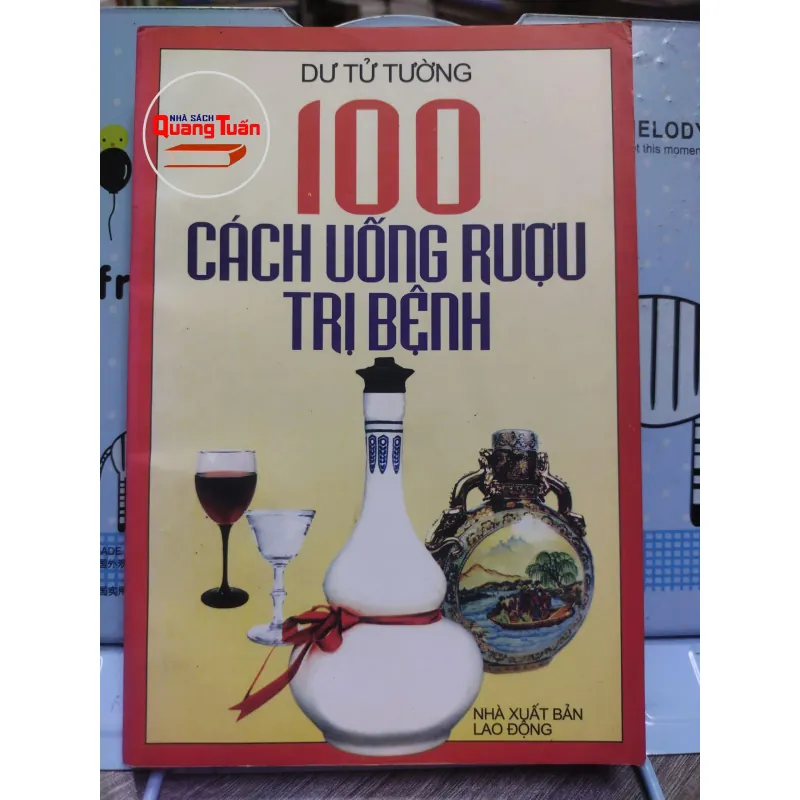 DƯ TỬ TƯỜNG
NHÀ SÁCH
Quang Tuấn
100
CÁCH UỐNG RƯỢU
TRỊ BỆNH
NHÀ XUẤT BẢN
LAO ĐỘNG
ELODY
t this momen
fr
ADE